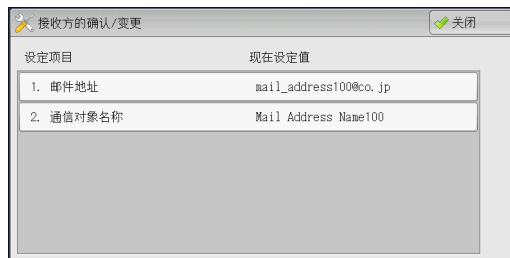 接收方的确认/变更 关闭
设定项目 现在设定值
1. 邮件地址 mail_address100@co.jp
2. 通信对象名称 Mail Address Name100